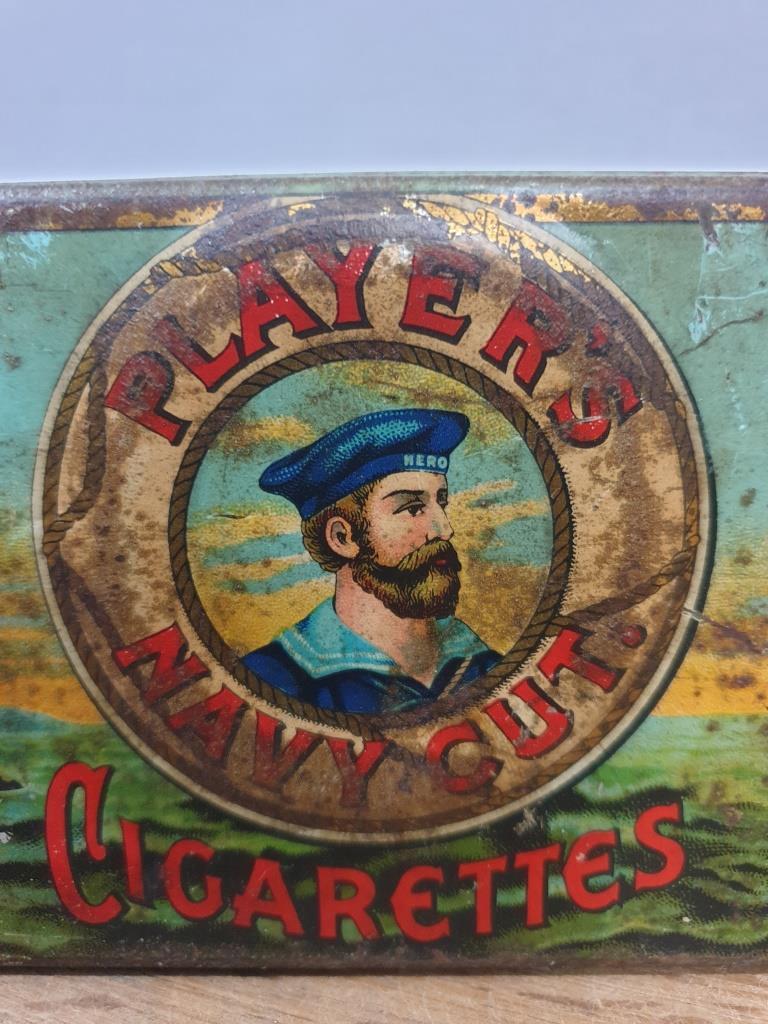 PLAYER'S
HERO
NAVY CUT.
CIGARETTES